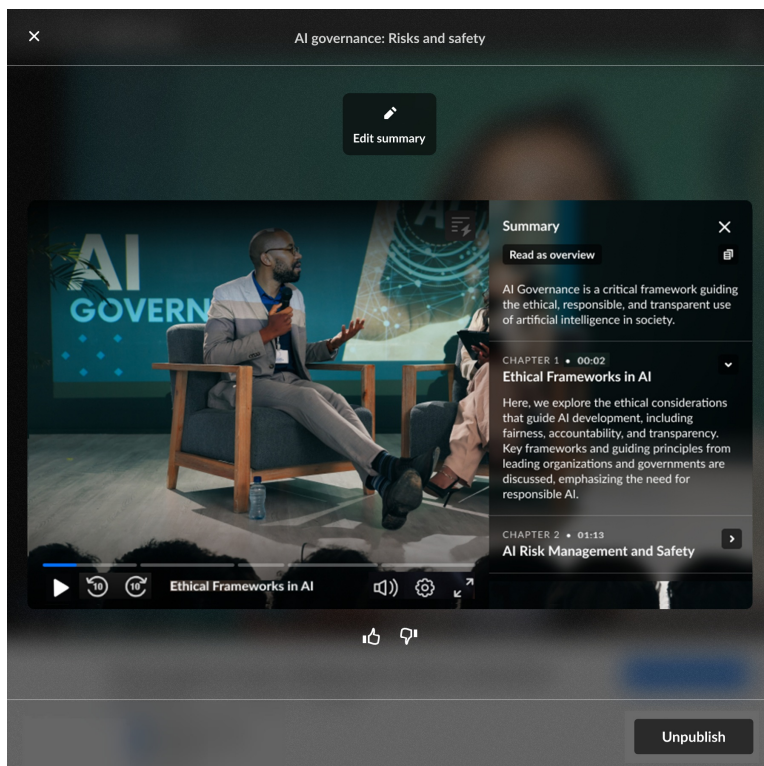 AI governance: Risks and safety
Edit summary
AI
GOVERN
AI
Summary
Read as overview
AI Governance is a critical framework guiding
the ethical, responsible, and transparent use
of artificial intelligence in society.
CHAPTER 1 • 00:02
Ethical Frameworks in AI
Here, we explore the ethical considerations
that guide AI development, including
fairness, accountability, and transparency.
Key frameworks and guiding principles from
leading organizations and governments are
discussed, emphasizing the need for
responsible AI.
CHAPTER 2 • 01:13
AI Risk Management and Safety
10
10
Ethical Frameworks in AI
Unpublish